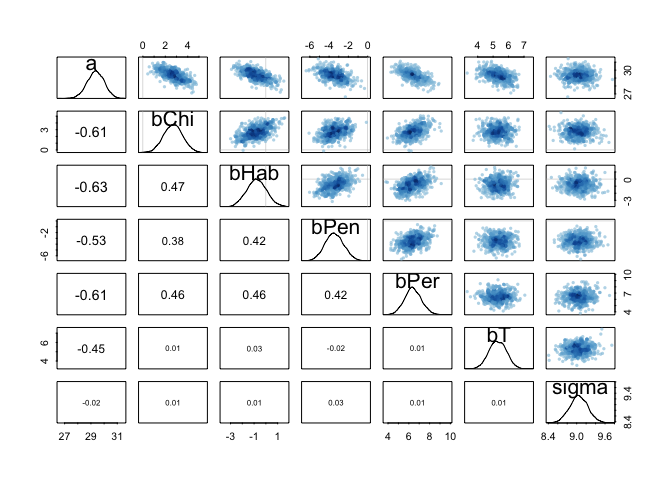 0 2 4 -6 -4 -2 0 4 5 6 7
a 27 30
0 3 bChi -0.61
-0.63 0.47 bHab -3 0
-6 -2 -0.53 0.38 0.42 bPen
-0.61 0.46 0.46 0.42 bPer 4 7 10
4 6 -0.45 0.01 0.03 -0.02 0.01 bT
-0.02 0.01 0.01 0.03 0.01 0.01 sigma 8.4 9.4
27 29 31 -3 -1 1 4 6 8 10 8.4 9.0 9.6